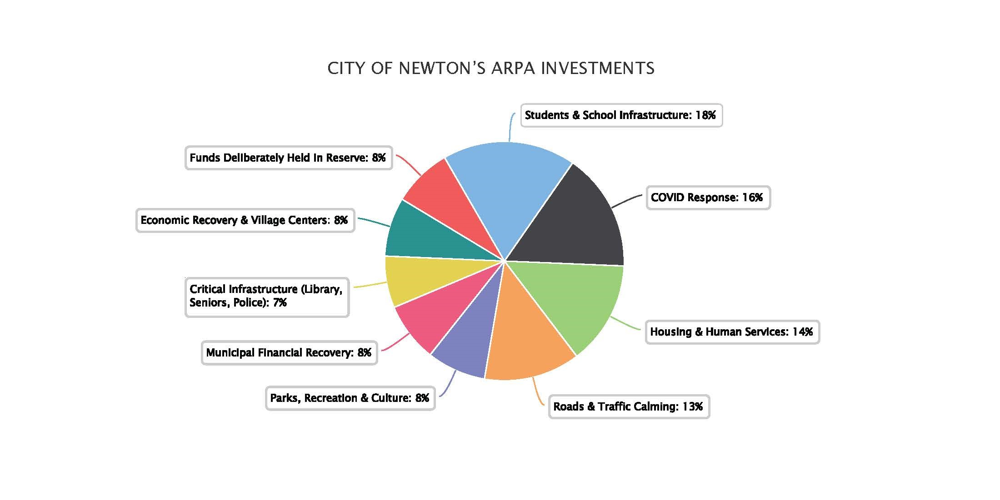 CITY OF NEWTON’S ARPA INVESTMENTS
Students & School Infrastructure: 18%
Funds Deliberately Held In Reserve: 8%
COVID Response: 16%
Economic Recovery & Village Centers: 8%
Critical Infrastructure (Library,
Seniors, Police): 7%
Housing & Human Services: 14%
Municipal Financial Recovery: 8%
Parks, Recreation & Culture: 8%
Roads & Traffic Calming: 13%